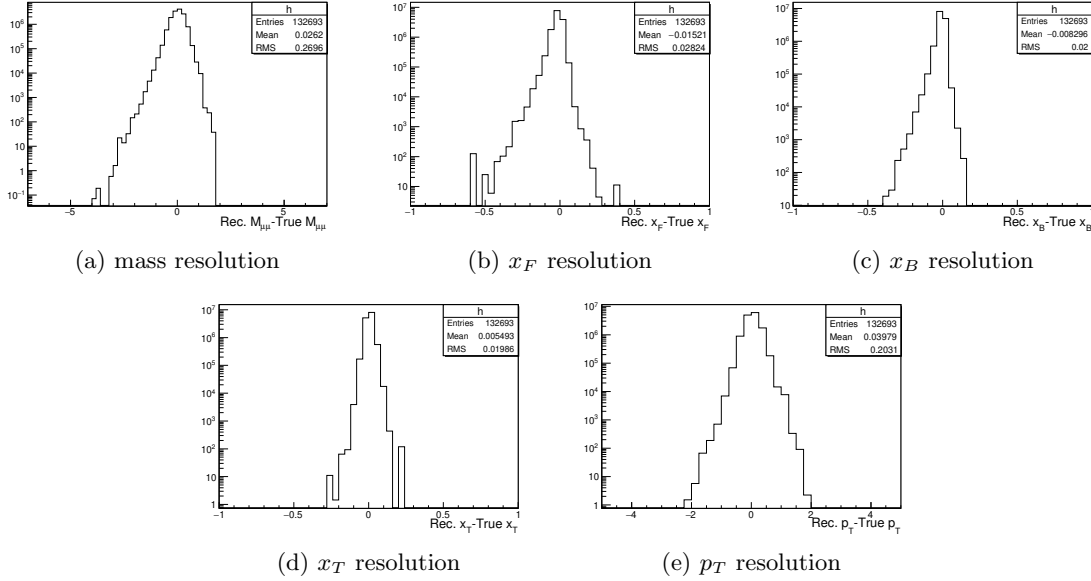 h
Entries 132693
Mean 0.0262
RMS 0.2696
10⁶
10⁵
10⁴
10³
10²
10
1
10⁻¹
−5 0 5
Rec. M_μμ-True M_μμ
(a) mass resolution
h
Entries 132693
Mean −0.01521
RMS 0.02824
10⁷
10⁶
10⁵
10⁴
10³
10²
10
−1 −0.5 0 0.5 1
Rec. x_F-True x_F
(b) x_F resolution
h
Entries 132693
Mean −0.008296
RMS 0.02
10⁷
10⁶
10⁵
10⁴
10³
10²
10
−1 −0.5 0 0.5 1
Rec. x_B-True x_B
(c) x_B resolution
h
Entries 132693
Mean 0.005493
RMS 0.01986
10⁷
10⁶
10⁵
10⁴
10³
10²
10
1
−1 −0.5 0 0.5 1
Rec. x_T-True x_T
(d) x_T resolution
h
Entries 132693
Mean 0.03979
RMS 0.2031
10⁷
10⁶
10⁵
10⁴
10³
10²
10
1
−4 −2 0 2 4
Rec. p_T-True p_T
(e) p_T resolution